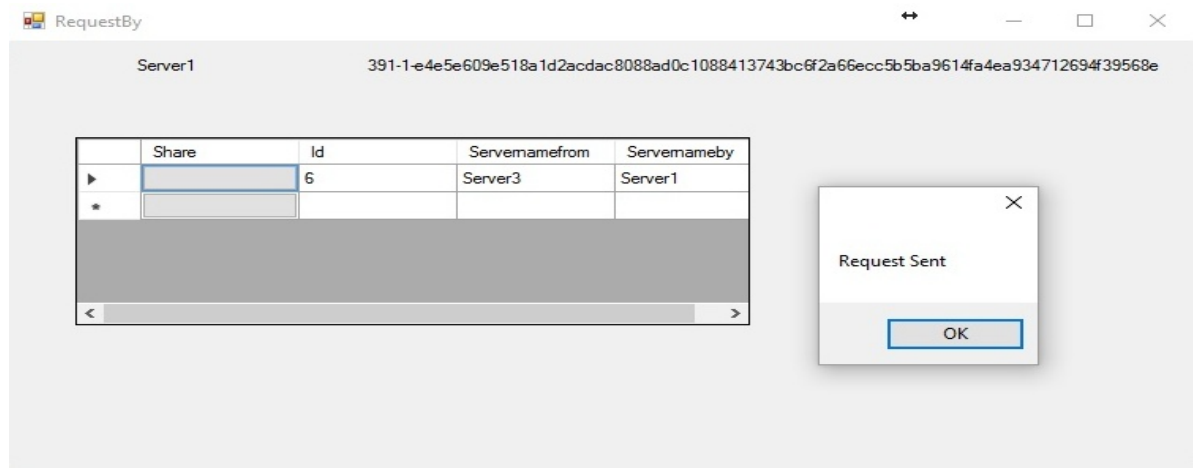 RequestBy
Server1 391-1-e4e5e609e518a1d2acdac8088ad0c1088413743bc6f2a66ecc5b5ba9614fa4ea934712694f39568e
Share Id Servernamefrom Servernameby
6 Server3 Server1
Request Sent
OK